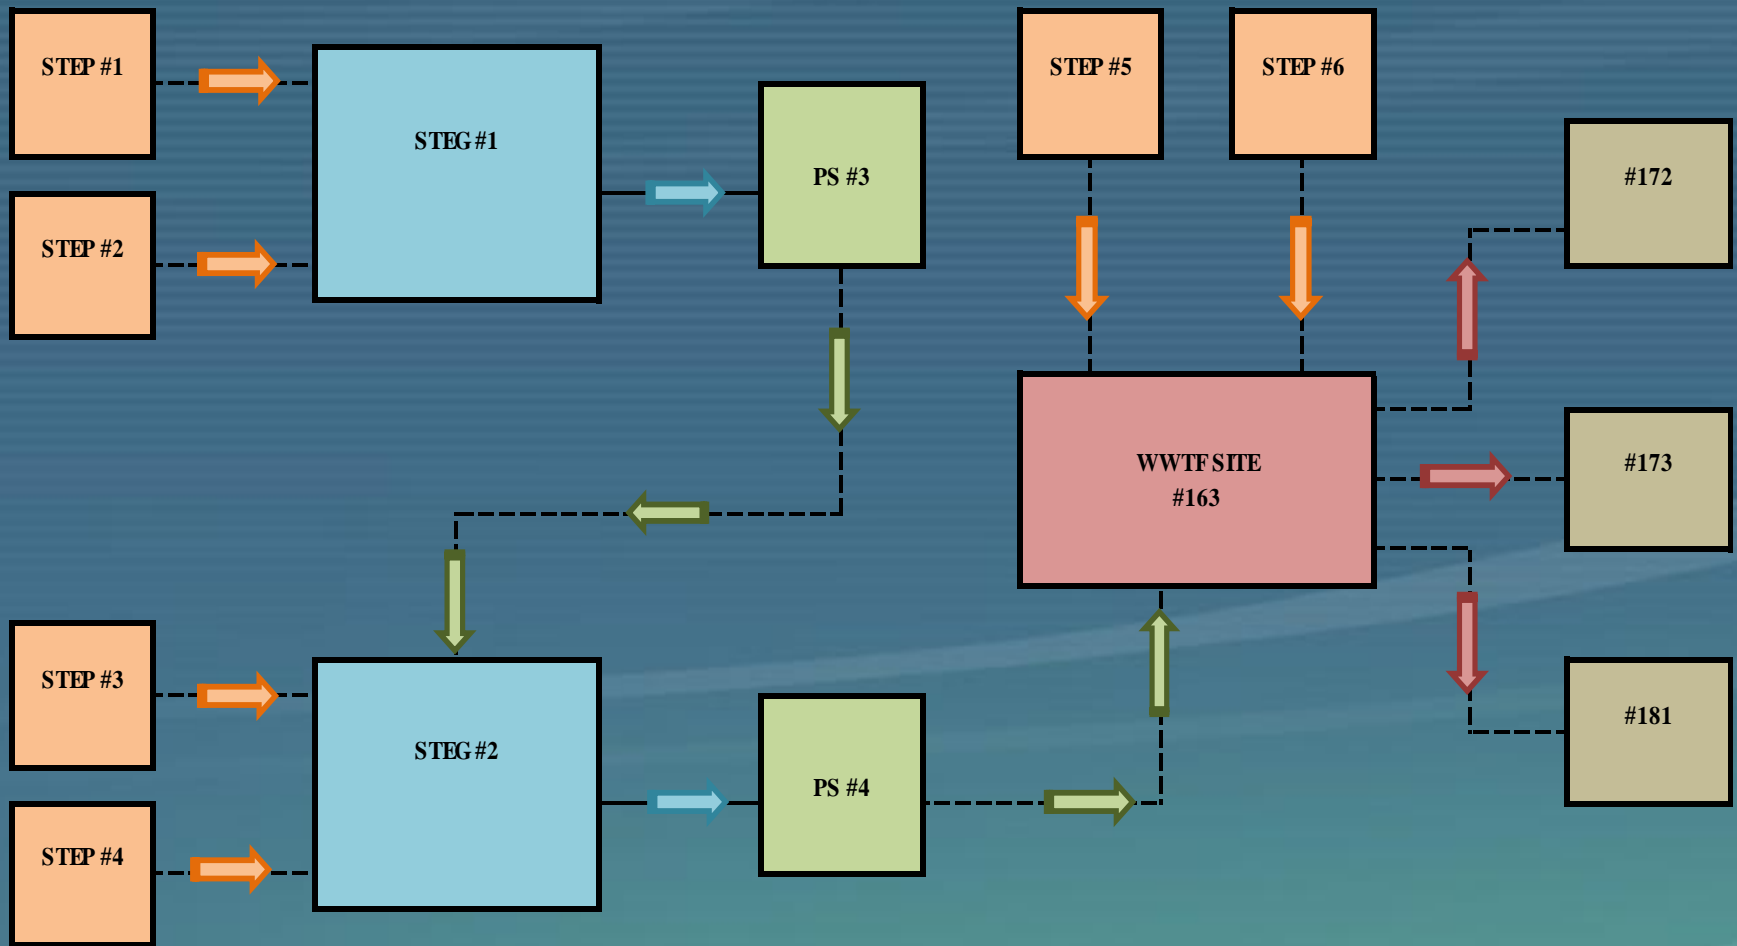 STEP #1
STEG #1
STEP #2
PS #3
STEP #5
STEP #6
#172
WWTF SITE
#163
#173
STEP #3
STEG #2
STEP #4
PS #4
#181